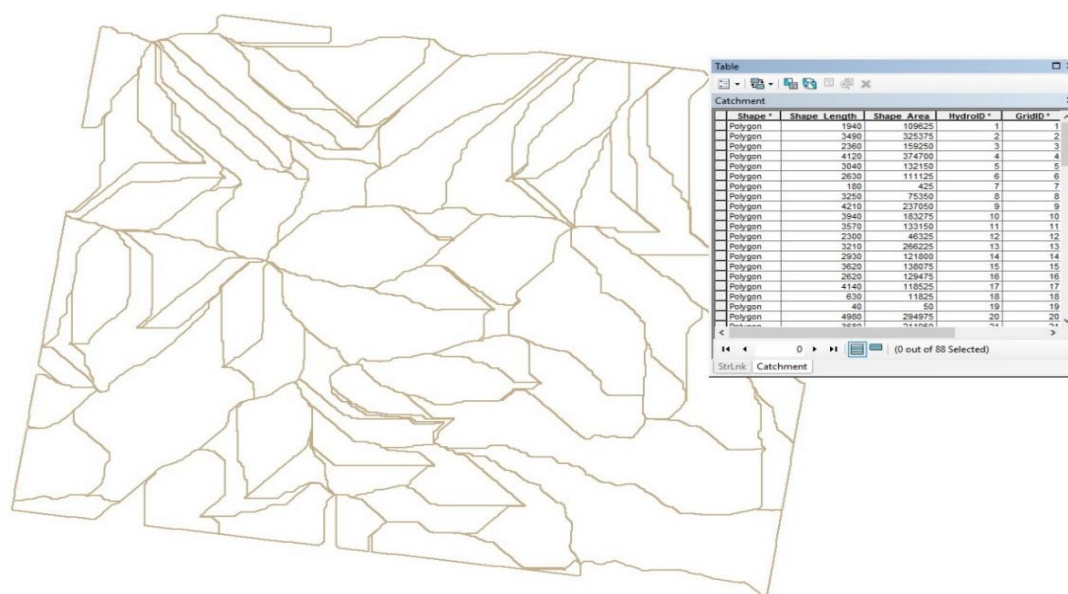 Table
Catchment
Shape * Shape_Length Shape_Area HydroID * GridID *
Polygon 1940 109625 1 1
Polygon 3490 325375 2 2
Polygon 2360 159250 3 3
Polygon 4120 374700 4 4
Polygon 3040 132150 5 5
Polygon 2630 111125 6 6
Polygon 180 425 7 7
Polygon 3250 75350 8 8
Polygon 4210 237050 9 9
Polygon 3940 183275 10 10
Polygon 3570 133150 11 11
Polygon 2300 46325 12 12
Polygon 3210 266225 13 13
Polygon 2930 121800 14 14
Polygon 3620 138075 15 15
Polygon 2620 129475 16 16
Polygon 4140 118525 17 17
Polygon 630 11825 18 18
Polygon 40 50 19 19
Polygon 4980 294975 20 20
0 (0 out of 88 Selected)
StrLnk Catchment